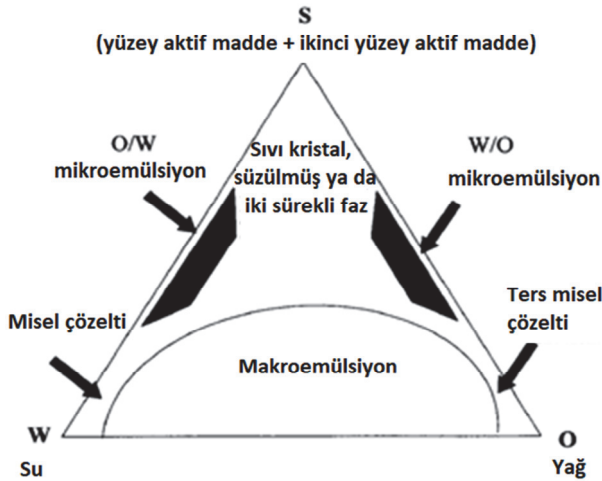 S
(yüzey aktif madde + ikinci yüzey aktif madde)
O/W
mikroemülsiyon
Sıvı kristal,
süzülmüş ya da
iki sürekli faz
W/O
mikroemülsiyon
Misel çözelti
Ters misel
çözelti
Makroemülsiyon
W
Su
O
Yağ